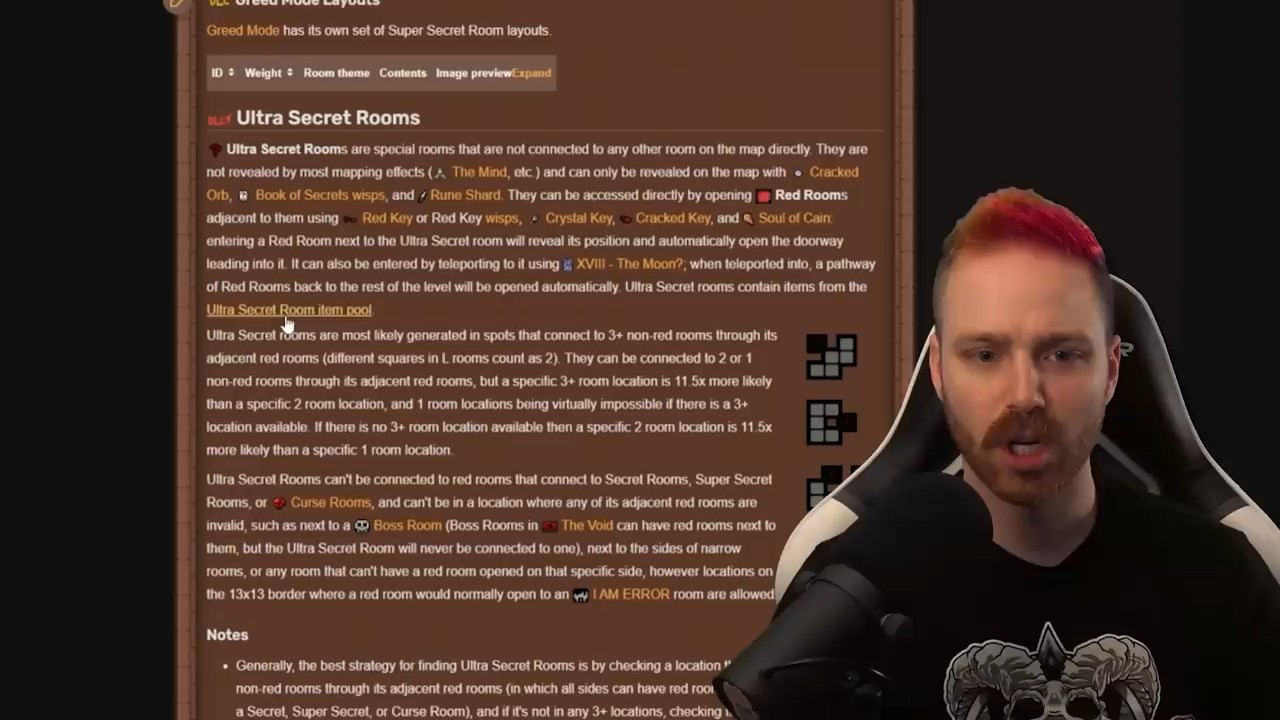 Greed Mode Layouts
Greed Mode has its own set of Super Secret Room layouts.
ID Weight Room theme Contents Image previewExpand
Ultra Secret Rooms
Ultra Secret Rooms are special rooms that are not connected to any other room on the map directly. They are
not revealed by most mapping effects ( The Mind, etc.) and can only be revealed on the map with Cracked
Orb, Book of Secrets wisps, and Rune Shard. They can be accessed directly by opening Red Rooms
adjacent to them using Red Key or Red Key wisps, Crystal Key, Cracked Key, and Soul of Cain:
entering a Red Room next to the Ultra Secret room will reveal its position and automatically open the doorway
leading into it. It can also be entered by teleporting to it using XVIII - The Moon?; when teleported into, a pathway
of Red Rooms back to the rest of the level will be opened automatically. Ultra Secret rooms contain items from the
Ultra Secret Room item pool.
Ultra Secret rooms are most likely generated in spots that connect to 3+ non-red rooms through its
adjacent red rooms (different squares in L rooms count as 2). They can be connected to 2 or 1
non-red rooms through its adjacent red rooms, but a specific 3+ room location is 11.5x more likely
than a specific 2 room location, and 1 room locations being virtually impossible if there is a 3+
location available. If there is no 3+ room location available then a specific 2 room location is 11.5x
more likely than a specific 1 room location.
Ultra Secret Rooms can't be connected to red rooms that connect to Secret Rooms, Super Secret
Rooms, or Curse Rooms, and can't be in a location where any of its adjacent red rooms are
invalid, such as next to a Boss Room (Boss Rooms in The Void can have red rooms next to
them, but the Ultra Secret Room will never be connected to one), next to the sides of narrow
rooms, or any room that can't have a red room opened on that specific side, however locations on
the 13x13 border where a red room would normally open to an I AM ERROR room are allowed
Notes
• Generally, the best strategy for finding Ultra Secret Rooms is by checking a location
non-red rooms through its adjacent red rooms (in which all sides can have red
a Secret, Super Secret, or Curse Room), and if it's not in any 3+ locations, checking